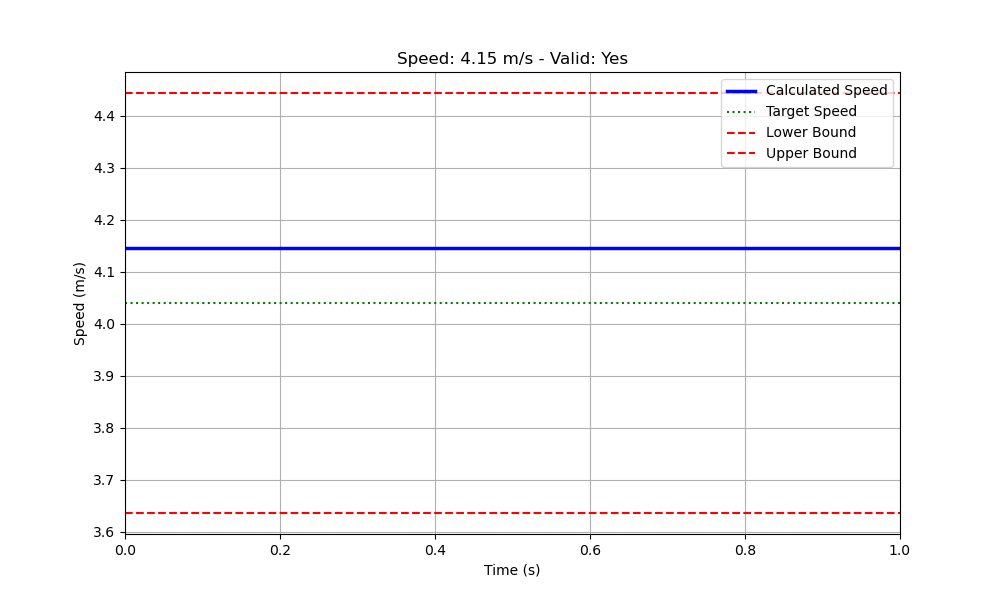 Speed: 4.15 m/s - Valid: Yes
Calculated Speed
Target Speed
Lower Bound
Upper Bound
4.4
4.3
4.2
4.1
4.0
3.9
3.8
3.7
3.6
Speed (m/s)
0.0 0.2 0.4 0.6 0.8 1.0
Time (s)